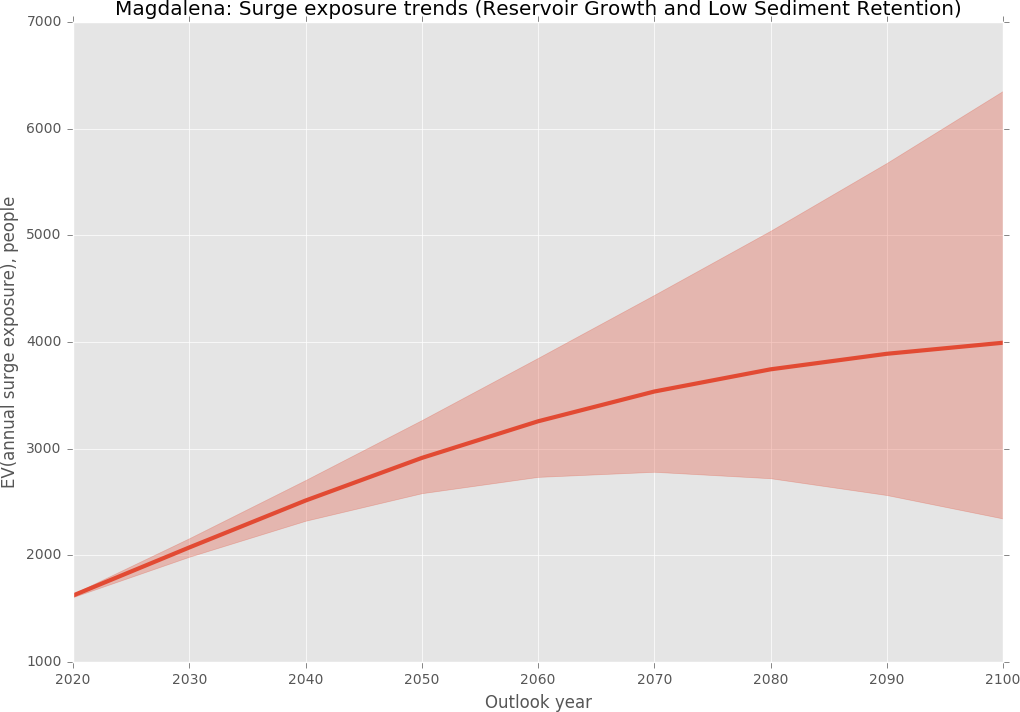 Magdalena: Surge exposure trends (Reservoir Growth and Low Sediment Retention)
7000
6000
5000
4000
3000
2000
1000
EV(annual surge exposure), people
2020 2030 2040 2050 2060 2070 2080 2090 2100
Outlook year